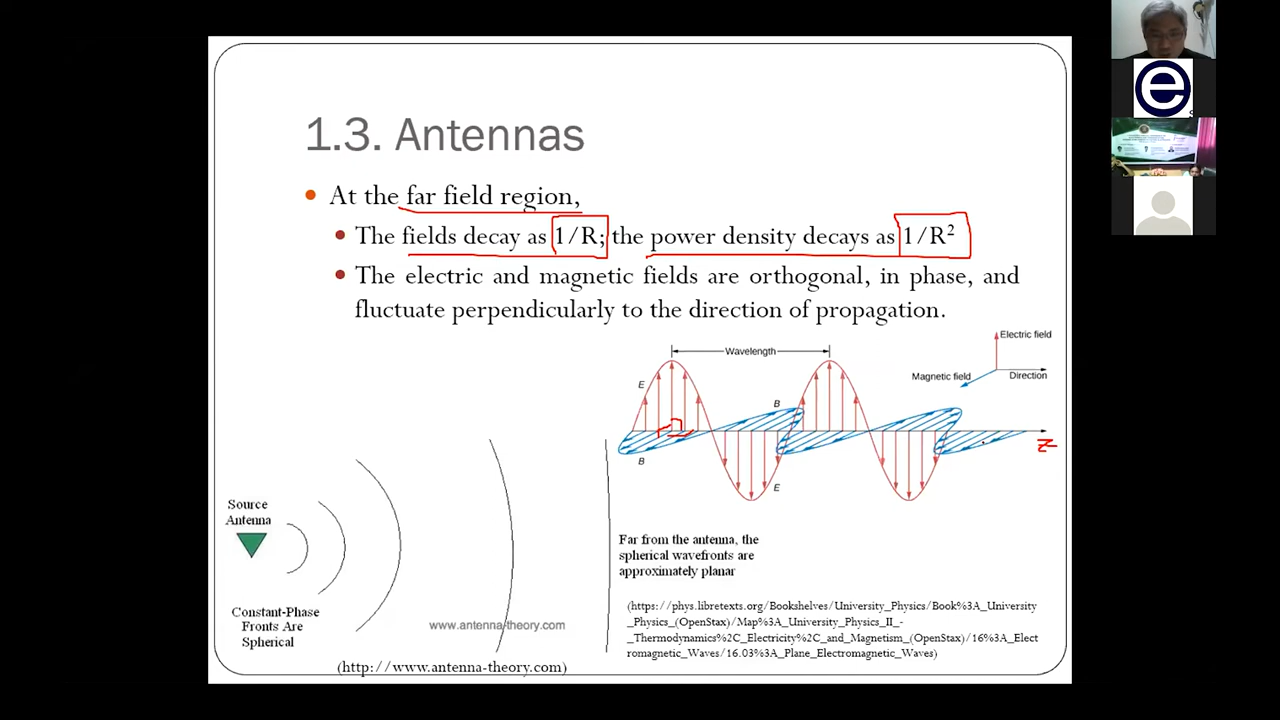 1.3. Antennas
At the far field region,
The fields decay as 1/R; the power density decays as 1/R²
The electric and magnetic fields are orthogonal, in phase, and
fluctuate perpendicularly to the direction of propagation.
Wavelength
Electric field
Magnetic field
Direction
E
B
B
E
z
Source
Antenna
Constant-Phase
Fronts Are
Spherical
Far from the antenna, the
spherical wavefronts are
approximately planar
www.antenna-theory.com
(http://www.antenna-theory.com)
(https://phys.libretexts.org/Bookshelves/University_Physics/Book%3A_University
_Physics_(OpenStax)/Map%3A_University_Physics_II_-
_Thermodynamics%2C_Electricity%2C_and_Magnetism_(OpenStax)/16%3A_Elect
romagnetic_Waves/16.03%3A_Plane_Electromagnetic_Waves)
e